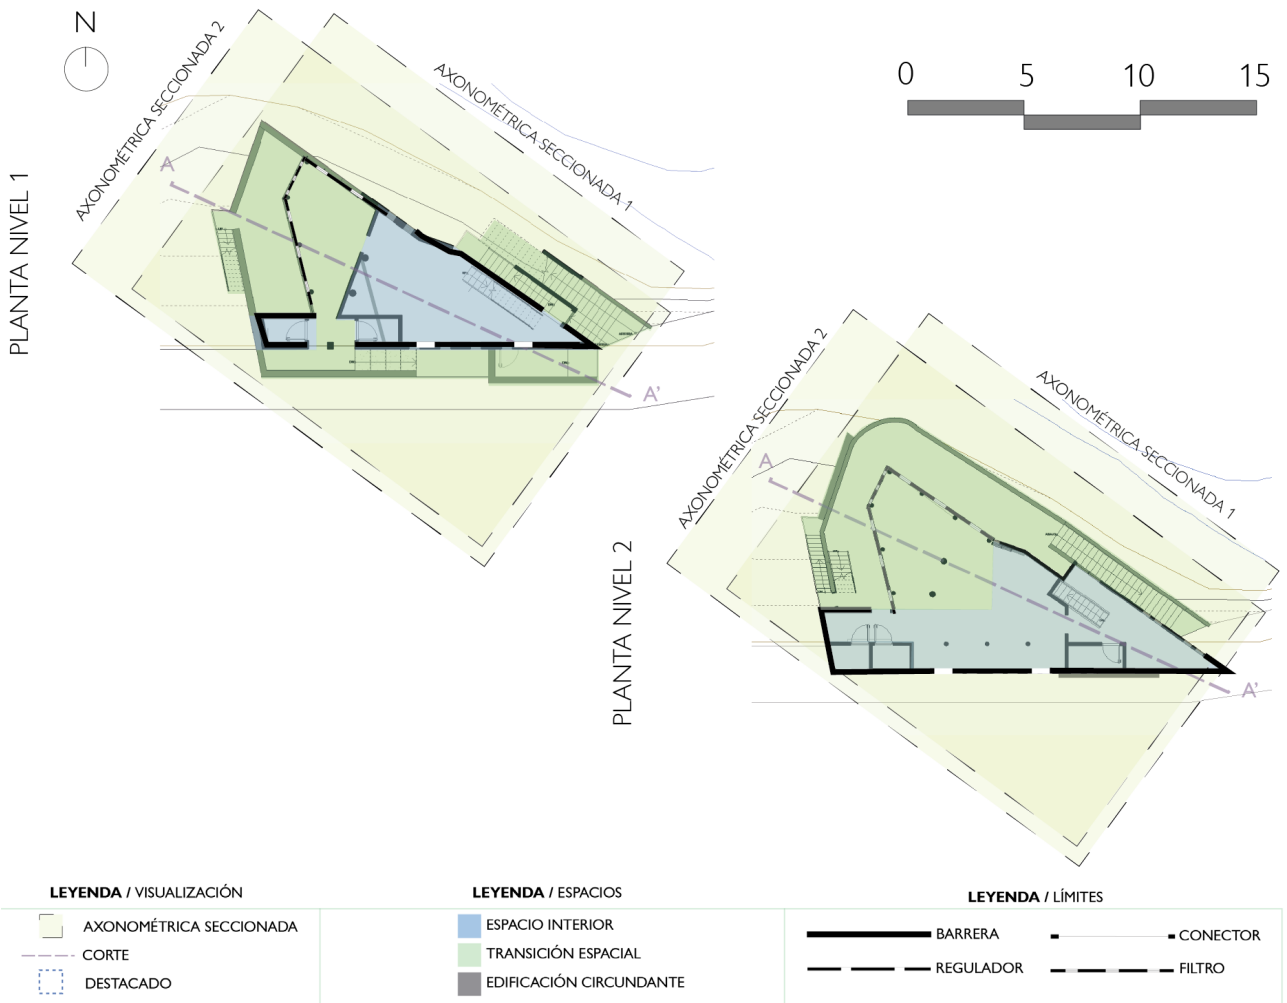 N
AXONOMÉTRICA SECCIONADA 2
AXONOMÉTRICA SECCIONADA 1
0 5 10 15
PLANTA NIVEL 1
A
A'
AXONOMÉTRICA SECCIONADA 2
AXONOMÉTRICA SECCIONADA 1
PLANTA NIVEL 2
A
A'
LEYENDA / VISUALIZACIÓN
AXONOMÉTRICA SECCIONADA
CORTE
DESTACADO
LEYENDA / ESPACIOS
ESPACIO INTERIOR
TRANSICIÓN ESPACIAL
EDIFICACIÓN CIRCUNDANTE
LEYENDA / LÍMITES
BARRERA
CONECTOR
REGULADOR
FILTRO